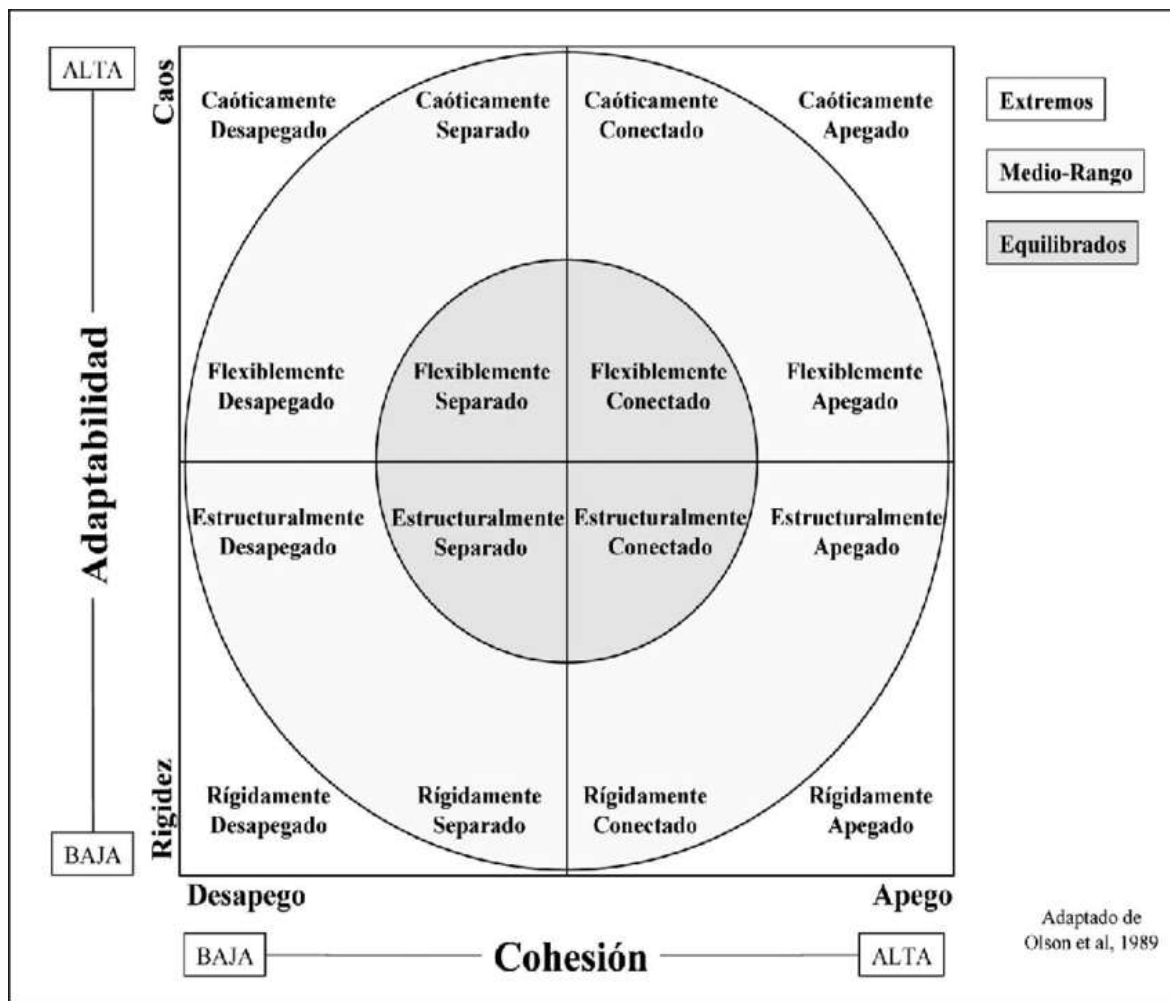 ALTA
Caos
Caóticamente
Desapegado
Caóticamente
Separado
Caóticamente
Conectado
Caóticamente
Apegado
Extremos
Medio-Rango
Equilibrados
Adaptabilidad
Flexiblemente
Desapegado
Flexiblemente
Separado
Flexiblemente
Conectado
Flexiblemente
Apegado
Estructuralmente
Desapegado
Estructuralmente
Separado
Estructuralmente
Conectado
Estructuralmente
Apegado
Rígidamente
Desapegado
Rígidamente
Separado
Rígidamente
Conectado
Rígidamente
Apegado
Rigidez
BAJA
Desapego
Apego
BAJA
Cohesión
ALTA
Adaptado de
Olson et al, 1989